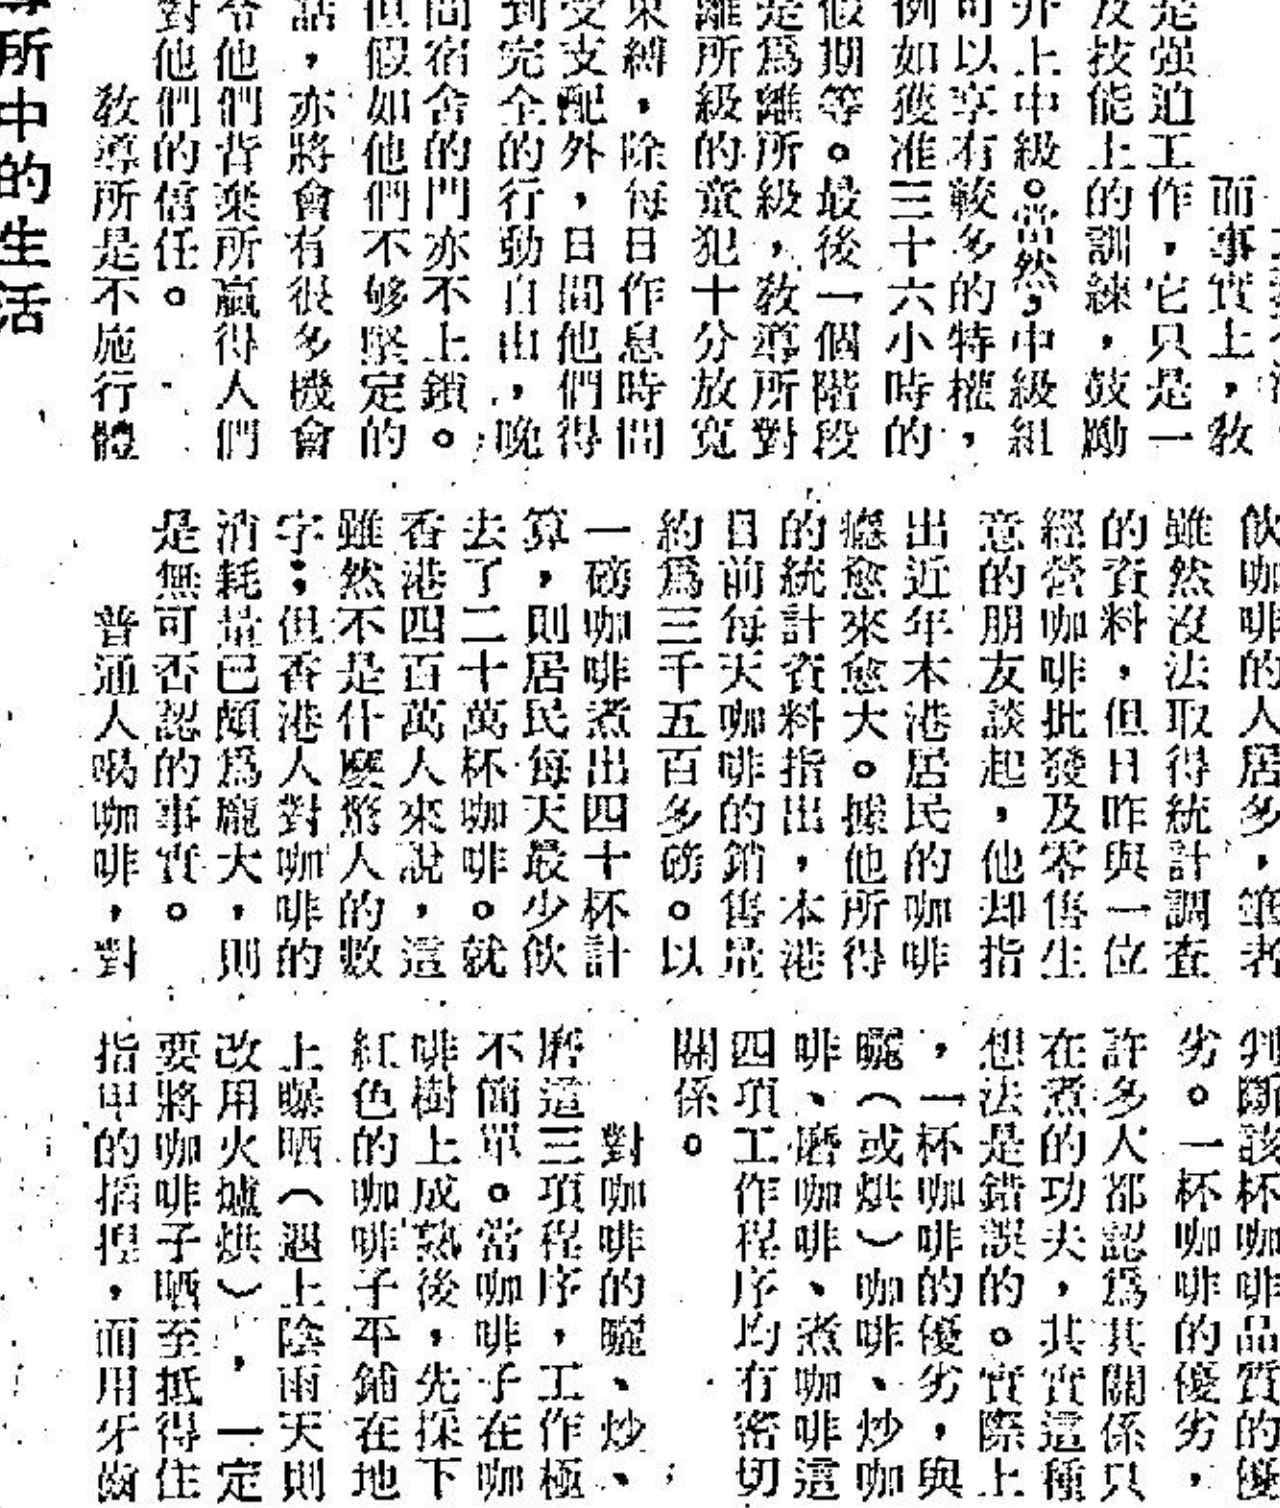 而事實上,敎
是强迫工作,它只是一
及技能上的訓練,鼓勵
升上中級。當然,中級組
可以享有較多的特權,
例如獲准三十六小時的
假期等。最後一個階段
是爲離所級,敎導所對
離所級的童犯十分放寬
束縛,除每日作息時間
受支配外,日間他們得
到完全的行動自由,晚
間宿舍的門亦不上鎖。
但假如他們不够堅定的
話,亦將會有很多機會
令他們背棄所贏得人們
對他們的信任。
敎導所是不施行體
所中的生活
飲咖啡的人居多,筆者
雖然沒法取得統計調查
的資料,但日昨與一位
經營咖啡批發及零售生
意的朋友談起,他却指
出近年本港居民的咖啡
癮愈來愈大。據他所得
的統計資料指出,本港
目前每天咖啡的銷售量
約爲三千五百多磅。以
一磅咖啡煮出四十杯計
算,則居民每天最少飲
去了二十萬杯咖啡。就
香港四百萬人來說,這
雖然不是什麼驚人的數
字;但香港人對咖啡的
消耗量已頗爲龐大,則
是無可否認的事實。
普通人喝咖啡,對
判斷該杯咖啡品質的優
劣。一杯咖啡的優劣,
許多人都認爲其關係只
在煮的功夫,其實這種
想法是錯誤的。實際上
,一杯咖啡的優劣,與
曬(或烘)咖啡、炒咖
啡、磨咖啡、煮咖啡這
四項工作程序均有密切
關係。
對咖啡的曬、炒、
磨這三項程序,工作極
不簡單。當咖啡子在咖
啡樹上成熟後,先採下
紅色的咖啡子平鋪在地
上曝晒(遇上陰雨天則
改用火爐烘),一定
要將咖啡子晒至抵得住
指甲的掐捏,而用牙齒